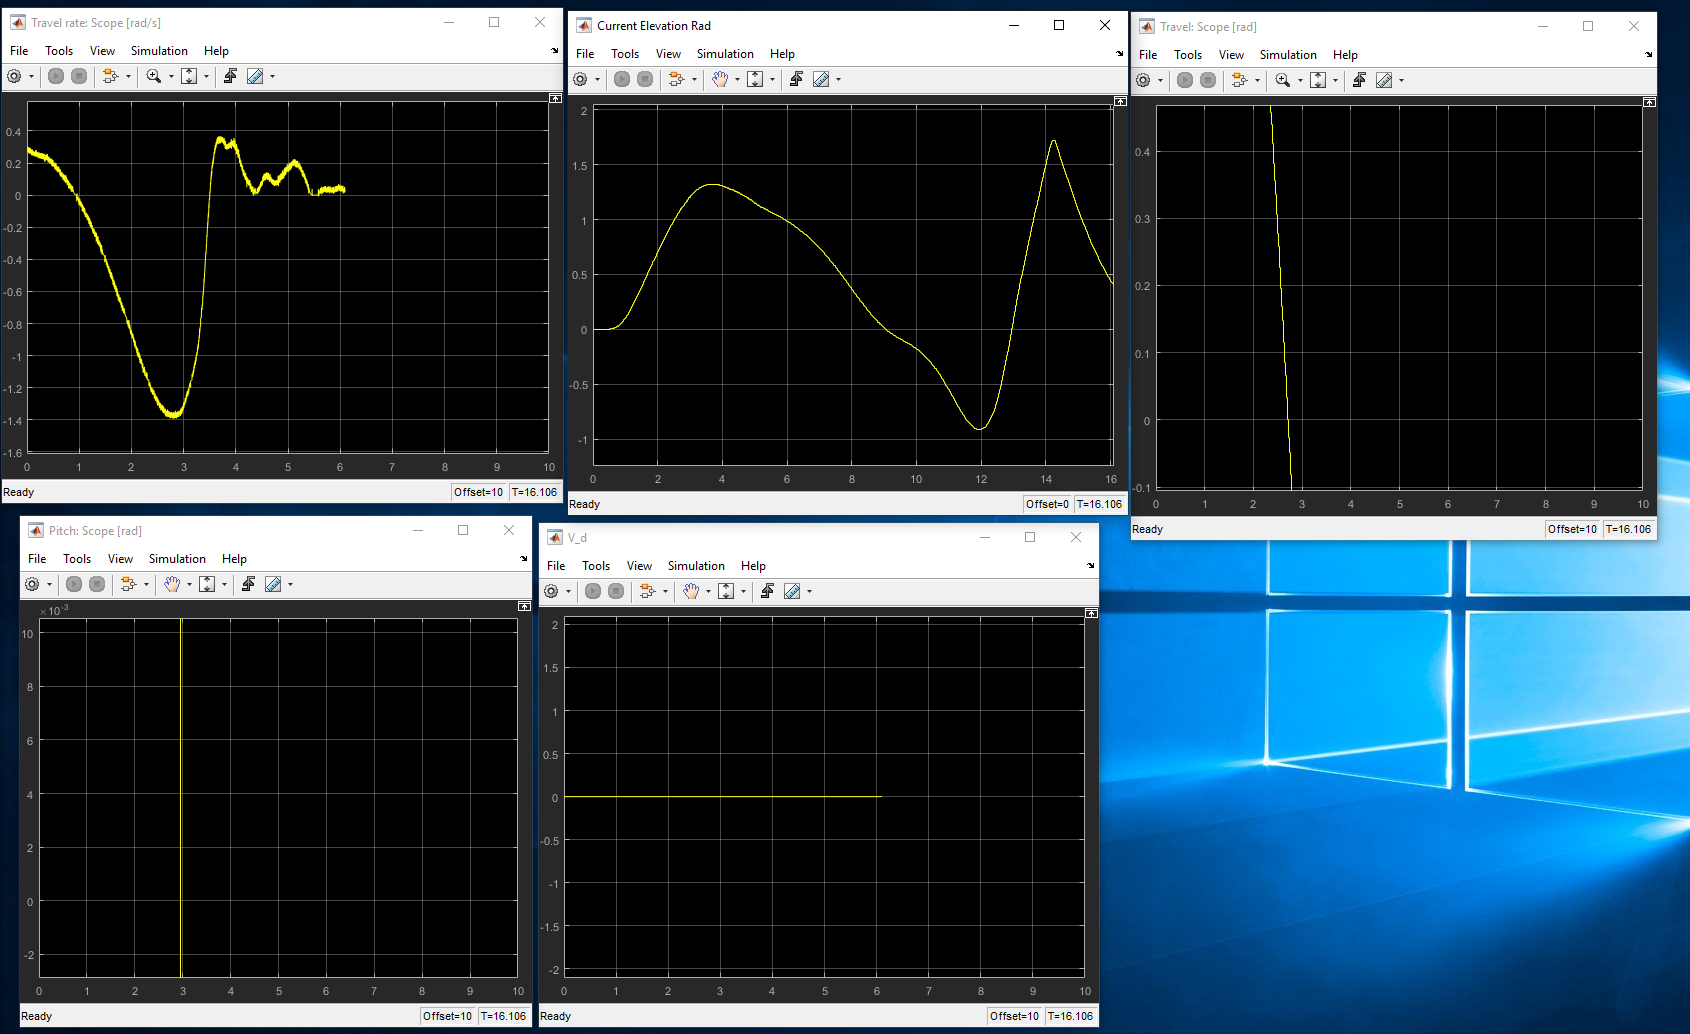 Travel rate: Scope [rad/s]
File Tools View Simulation Help
0.4
0.2
0
-0.2
-0.4
-0.6
-0.8
-1
-1.2
-1.4
-1.6
0 1 2 3 4 5 6 7 8 9 10
Ready Offset=10 T=16.106
Current Elevation Rad
File Tools View Simulation Help
2
1.5
1
0.5
0
-0.5
-1
0 2 4 6 8 10 12 14 16
Ready Offset=0 T=16.106
Travel: Scope [rad]
File Tools View Simulation Help
0.4
0.3
0.2
0.1
0
-0.1
0 1 2 3 4 5 6 7 8 9 10
Ready Offset=10 T=16.106
Pitch: Scope [rad]
File Tools View Simulation Help
×10⁻³
10
8
6
4
2
0
-2
0 1 2 3 4 5 6 7 8 9 10
Ready Offset=10 T=16.106
V_d
File Tools View Simulation Help
2
1.5
1
0.5
0
-0.5
-1
-1.5
-2
0 1 2 3 4 5 6 7 8 9 10
Ready Offset=10 T=16.106